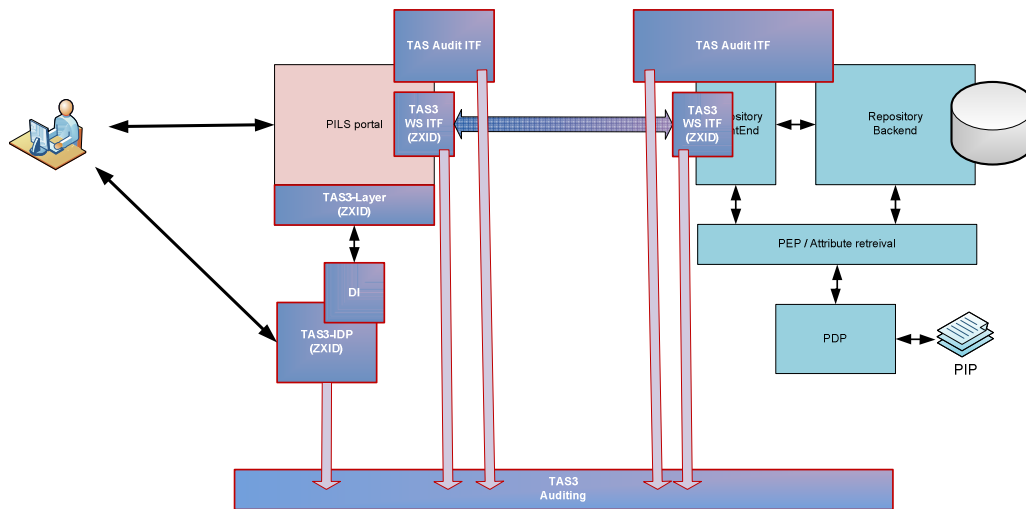 TAS Audit ITF
TAS Audit ITF
PILS portal
TAS3
WS ITF
(ZXID)
TAS3
WS ITF
(ZXID)
Repository
Backend
TAS3-Layer
(ZXID)
PEP / Attribute retreival
DI
TAS3-IDP
(ZXID)
PDP
PIP
TAS3
Auditing